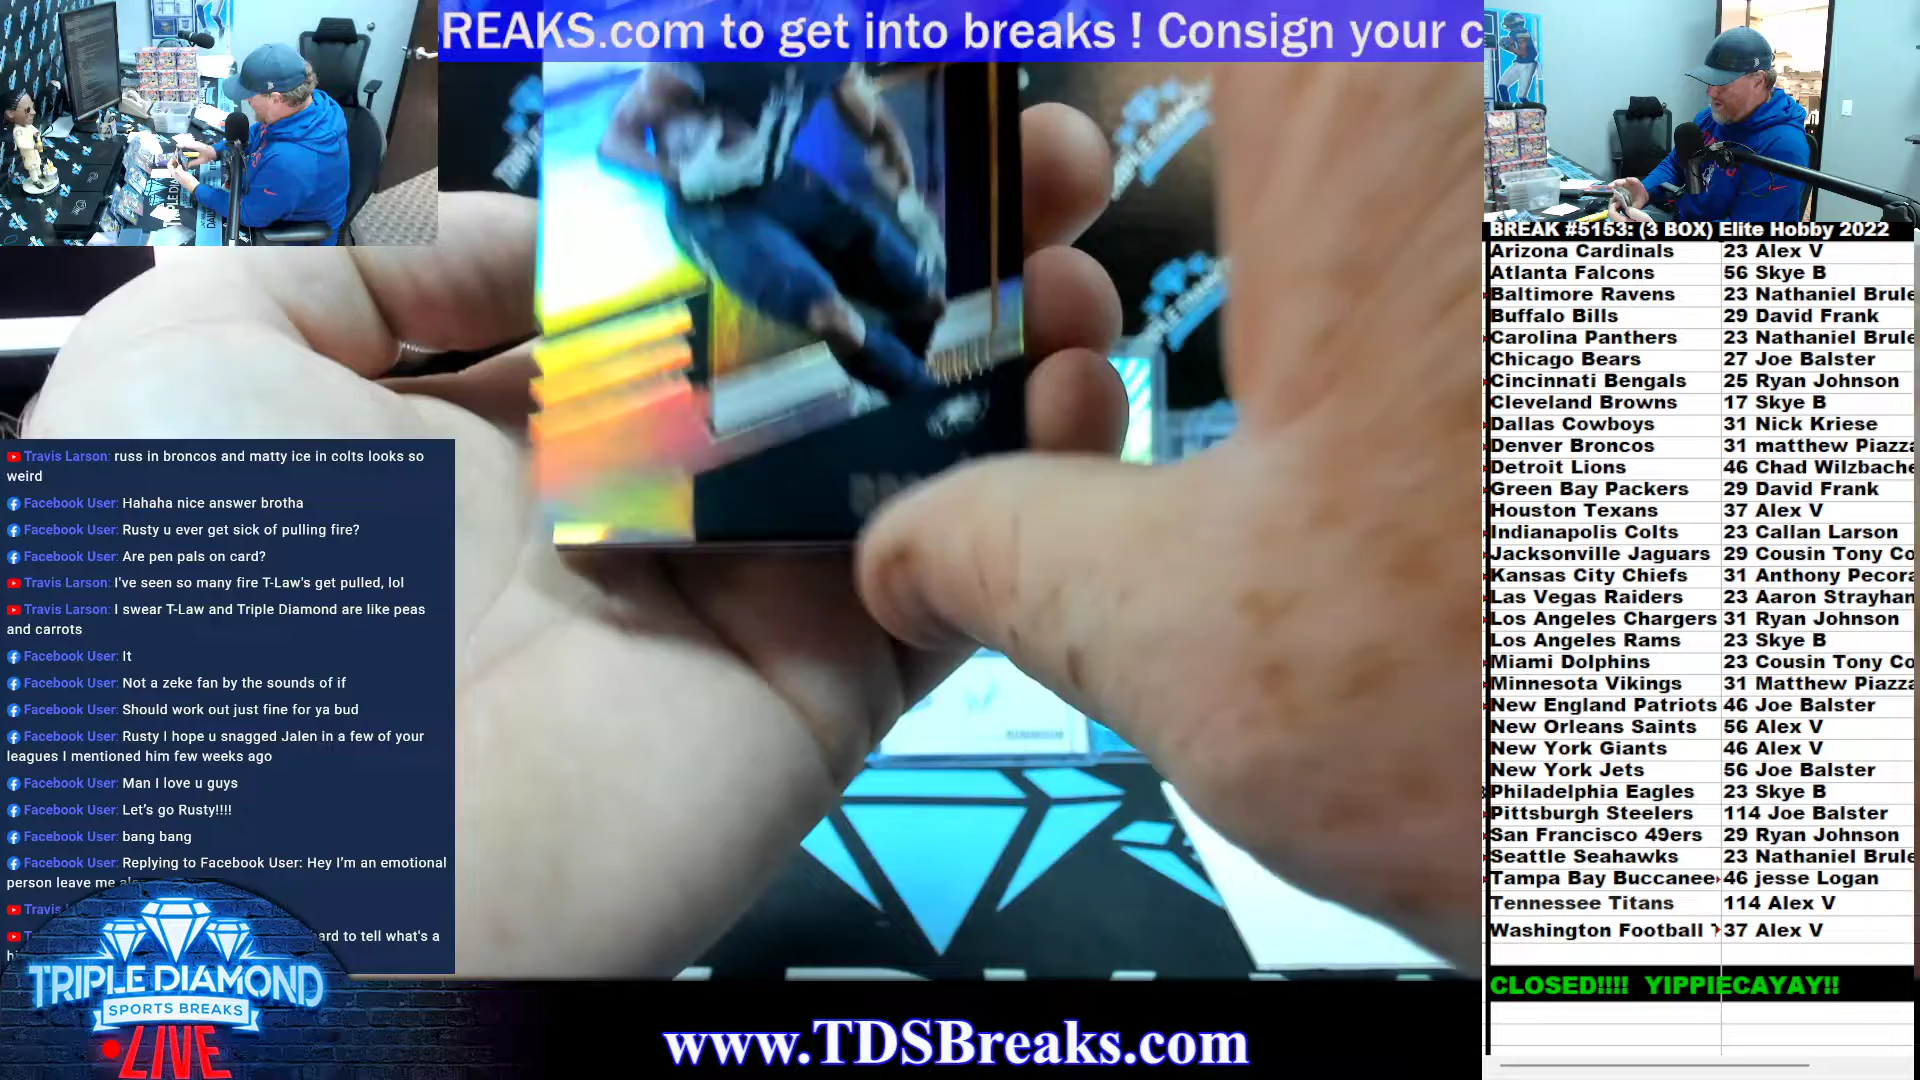 REAKS.com to get into breaks ! Consign your c
Travis Larson: russ in broncos and matty ice in colts looks so
weird
Facebook User: Hahaha nice answer brotha
Facebook User: Rusty u ever get sick of pulling fire?
Facebook User: Are pen pals on card?
Travis Larson: I've seen so many fire T-Law's get pulled, lol
Travis Larson: I swear T-Law and Triple Diamond are like peas
and carrots
Facebook User: It
Facebook User: Not a zeke fan by the sounds of if
Facebook User: Should work out just fine for ya bud
Facebook User: Rusty I hope u snagged Jalen in a few of your
leagues I mentioned him few weeks ago
Facebook User: Man I love u guys
Facebook User: Let's go Rusty!!!!
Facebook User: bang bang
Facebook User: Replying to Facebook User: Hey I'm an emotional
person leave me
Travis
ard to tell what's a
TRIPLE DIAMOND
SPORTS BREAKS
LIVE
www.TDSBreaks.com
BREAK #5153: (3 BOX) Elite Hobby 2022
Arizona Cardinals 23 Alex V
Atlanta Falcons 56 Skye B
Baltimore Ravens 23 Nathaniel Brule
Buffalo Bills 29 David Frank
Carolina Panthers 23 Nathaniel Brule
Chicago Bears 27 Joe Balster
Cincinnati Bengals 25 Ryan Johnson
Cleveland Browns 17 Skye B
Dallas Cowboys 31 Nick Kriese
Denver Broncos 31 matthew Piazza
Detroit Lions 46 Chad Wilzbache
Green Bay Packers 29 David Frank
Houston Texans 37 Alex V
Indianapolis Colts 23 Callan Larson
Jacksonville Jaguars 29 Cousin Tony Co
Kansas City Chiefs 31 Anthony Pecora
Las Vegas Raiders 23 Aaron Strayhan
Los Angeles Chargers 31 Ryan Johnson
Los Angeles Rams 23 Skye B
Miami Dolphins 23 Cousin Tony Co
Minnesota Vikings 31 Matthew Piazza
New England Patriots 46 Joe Balster
New Orleans Saints 56 Alex V
New York Giants 46 Alex V
New York Jets 56 Joe Balster
Philadelphia Eagles 23 Skye B
Pittsburgh Steelers 114 Joe Balster
San Francisco 49ers 29 Ryan Johnson
Seattle Seahawks 23 Nathaniel Brule
Tampa Bay Buccanee 46 jesse Logan
Tennessee Titans 114 Alex V
Washington Football 37 Alex V
CLOSED!!!! YIPPIECAYAY!!